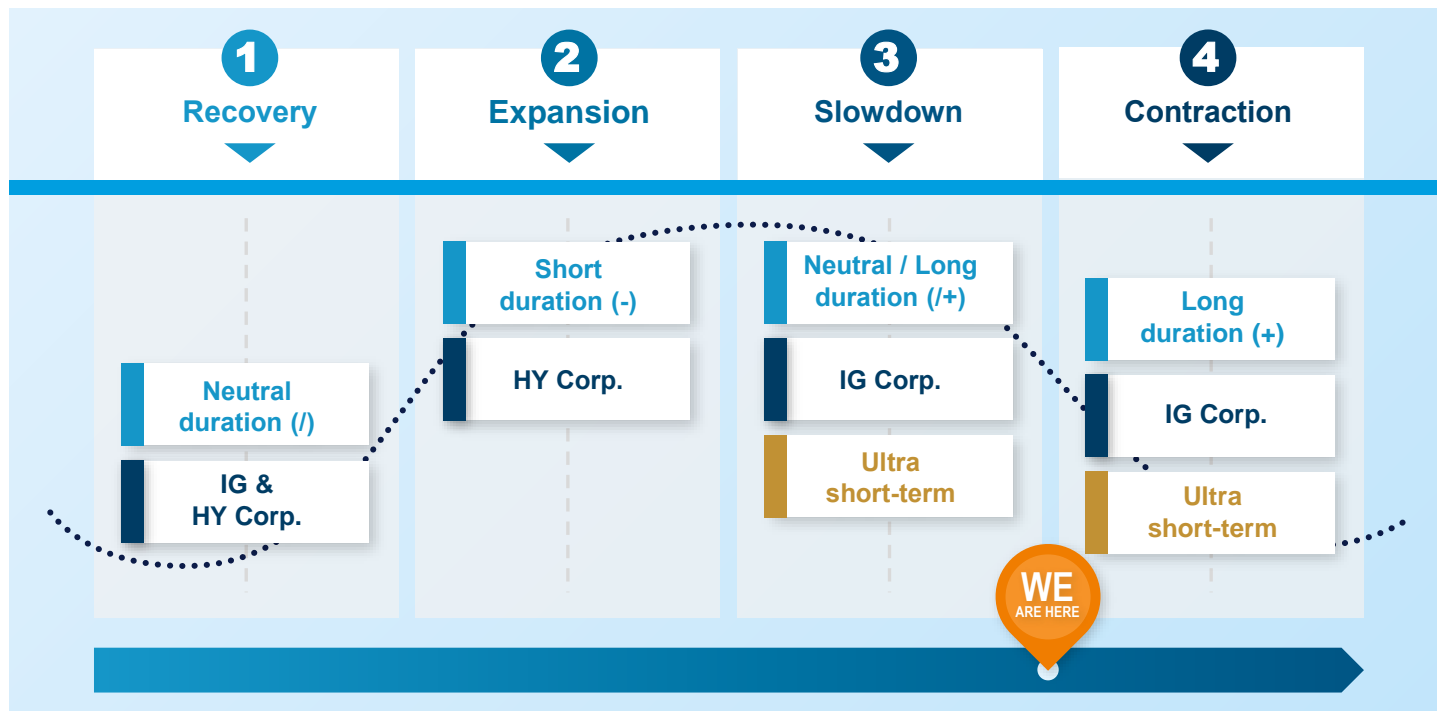 1
Recovery
2
Expansion
3
Slowdown
4
Contraction
Neutral
duration (/)
IG &
HY Corp.
Short
duration (-)
HY Corp.
Neutral / Long
duration (/+)
IG Corp.
Ultra
short-term
Long
duration (+)
IG Corp.
Ultra
short-term
WE
ARE HERE